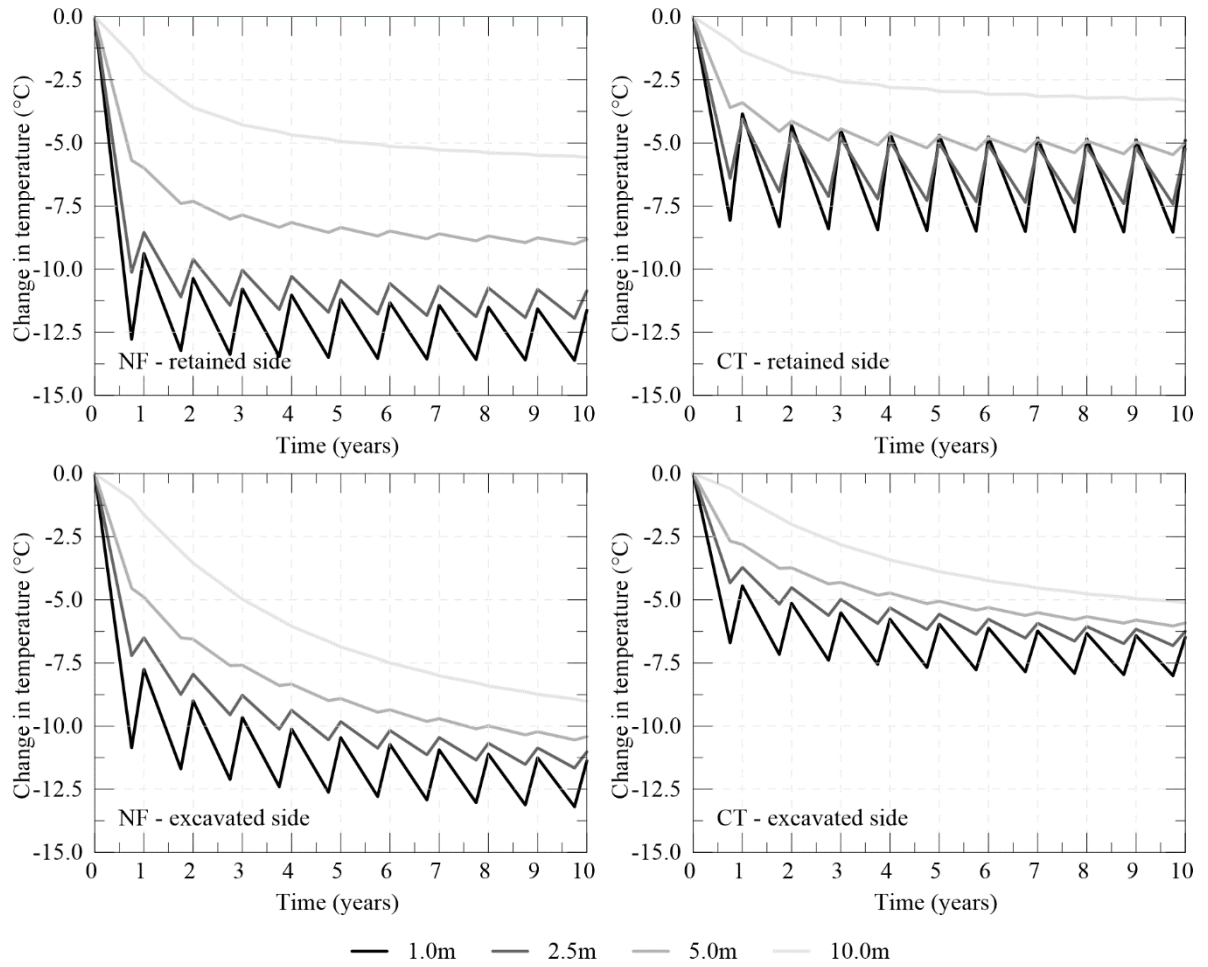 0.0
-2.5
-5.0
-7.5
-10.0
-12.5
-15.0
Change in temperature (°C)
NF - retained side
0 1 2 3 4 5 6 7 8 9 10
Time (years)
0.0
-2.5
-5.0
-7.5
-10.0
-12.5
-15.0
Change in temperature (°C)
CT - retained side
0 1 2 3 4 5 6 7 8 9 10
Time (years)
0.0
-2.5
-5.0
-7.5
-10.0
-12.5
-15.0
Change in temperature (°C)
NF - excavated side
0 1 2 3 4 5 6 7 8 9 10
Time (years)
0.0
-2.5
-5.0
-7.5
-10.0
-12.5
-15.0
Change in temperature (°C)
CT - excavated side
0 1 2 3 4 5 6 7 8 9 10
Time (years)
1.0m 2.5m 5.0m 10.0m